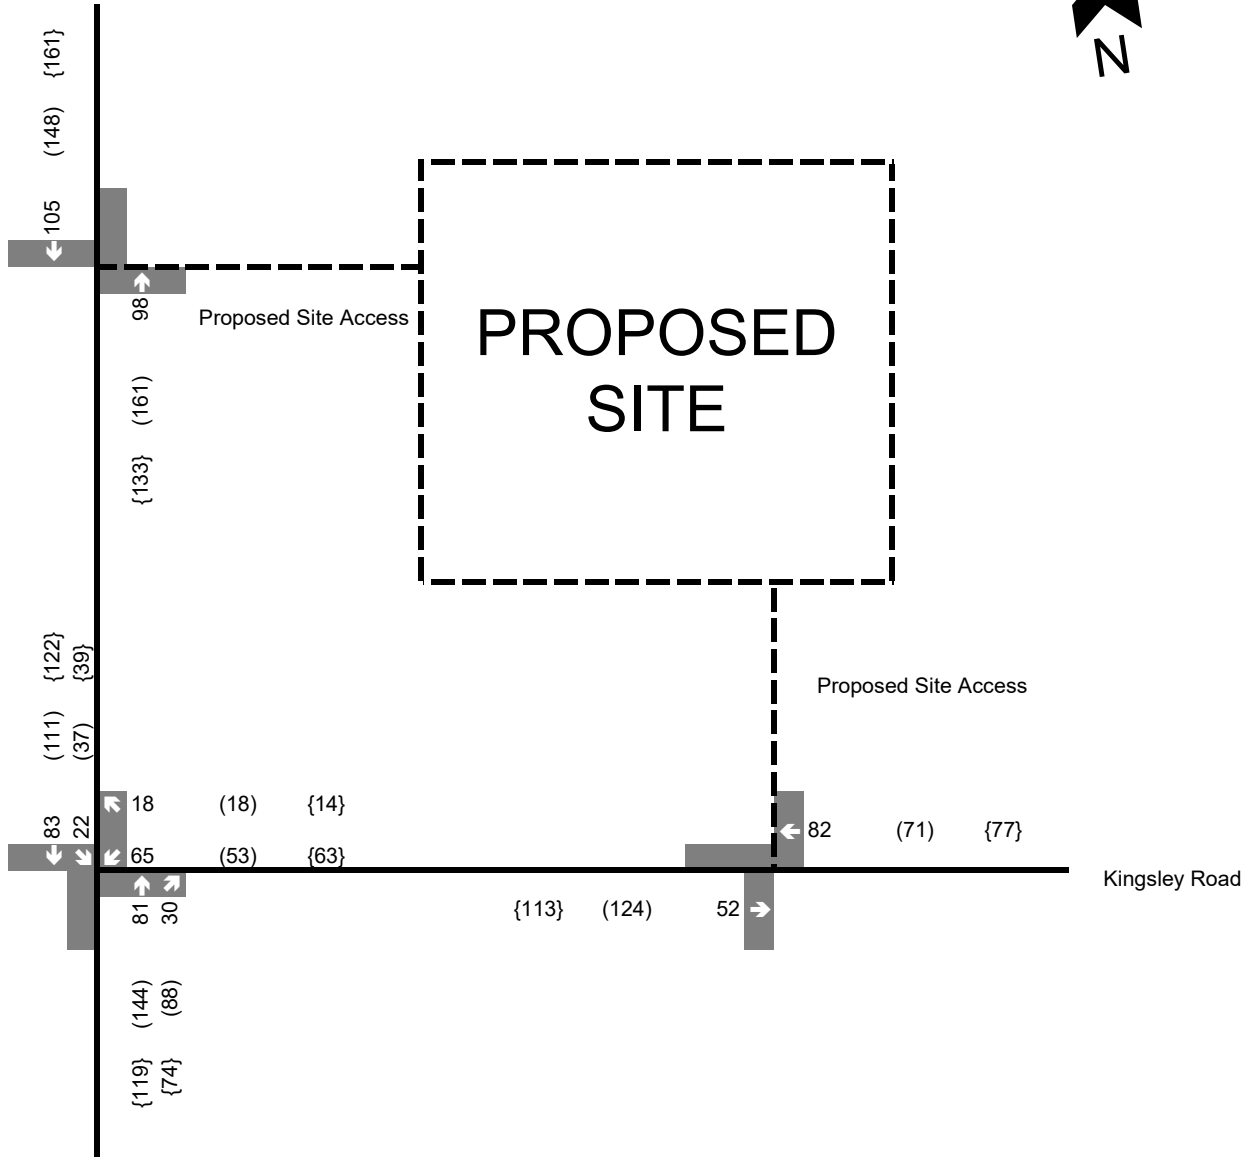 N
{161}
(148)
105
98
(161)
{133}
Proposed Site Access
PROPOSED
SITE
{122}
{39}
(111)
(37)
83
22
Proposed Site Access
18 (18) {14}
65 (53) {63}
82 (71) {77}
Kingsley Road
{113} (124) 52
81
30
(144)
(88)
{119}
{74}